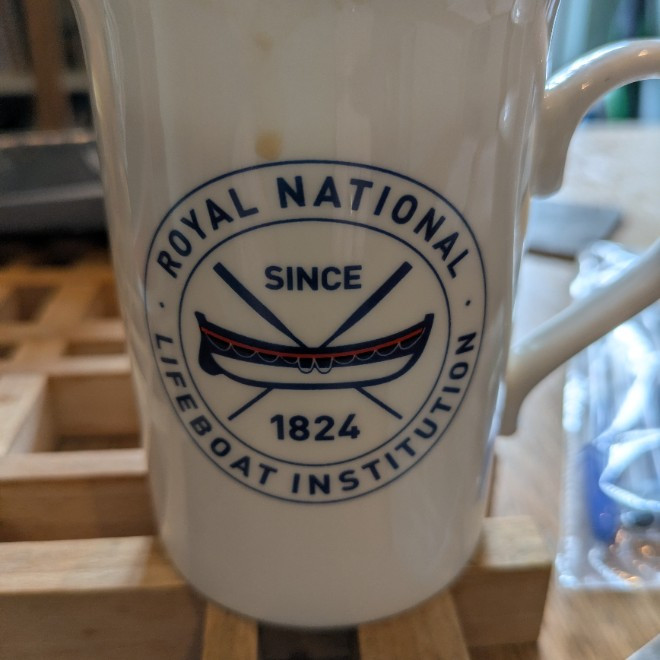 ROYAL NATIONAL
SINCE
1824
LIFEBOAT INSTITUTION